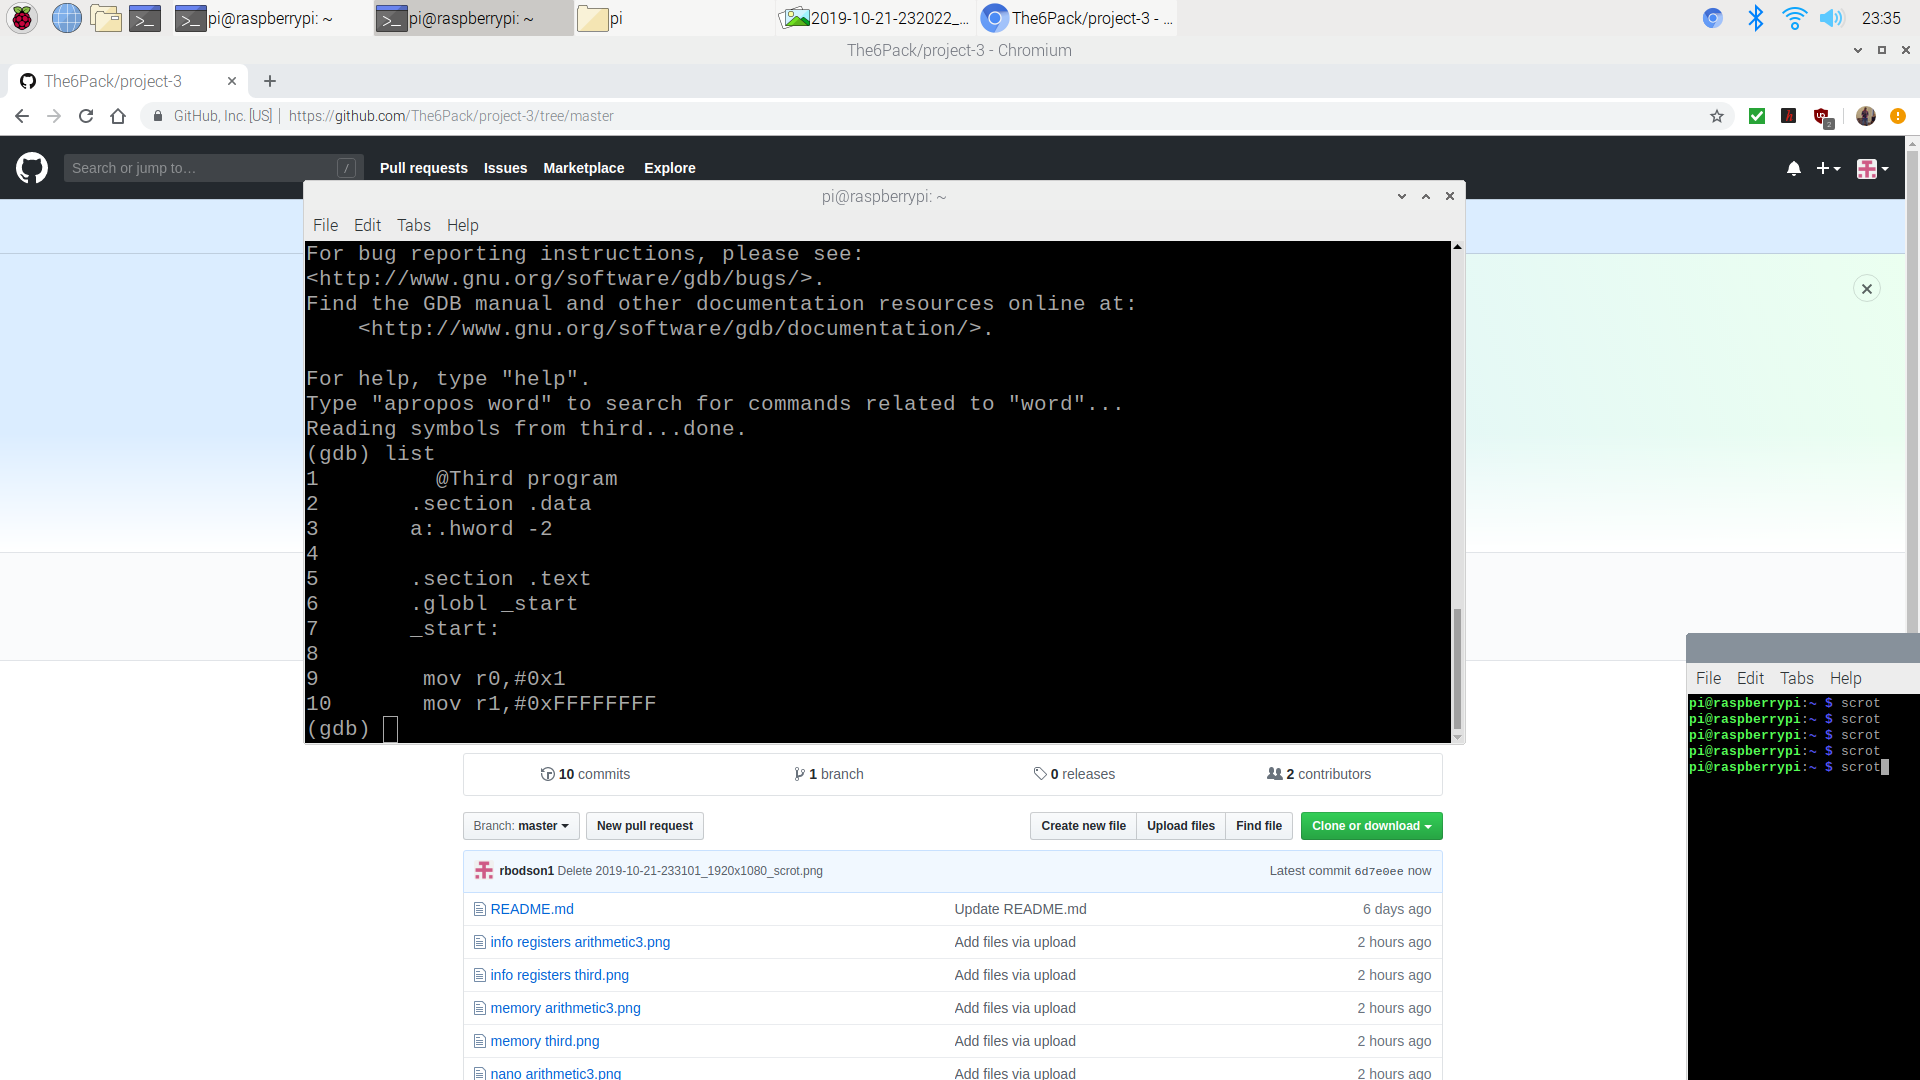 pi@raspberrypi: ~
pi@raspberrypi: ~
pi
2019-10-21-232022_...
The6Pack/project-3 - ...
23:35
The6Pack/project-3 - Chromium
The6Pack/project-3
GitHub, Inc. [US] | https://github.com/The6Pack/project-3/tree/master
2
Search or jump to…
/
Pull requests
Issues
Marketplace
Explore
pi@raspberrypi: ~
File Edit Tabs Help
For bug reporting instructions, please see:
<http://www.gnu.org/software/gdb/bugs/>.
Find the GDB manual and other documentation resources online at:
    <http://www.gnu.org/software/gdb/documentation/>.
For help, type "help".
Type "apropos word" to search for commands related to "word"...
Reading symbols from third...done.
(gdb) list
1         @Third program
2       .section .data
3       a:.hword -2
4
5       .section .text
6       .globl _start
7       _start:
8
9        mov r0,#0x1
10       mov r1,#0xFFFFFFFF
(gdb)
File Edit Tabs Help
pi@raspberrypi:~ $ scrot
pi@raspberrypi:~ $ scrot
pi@raspberrypi:~ $ scrot
pi@raspberrypi:~ $ scrot
pi@raspberrypi:~ $ scrot
10 commits
1 branch
0 releases
2 contributors
Branch: master
New pull request
Create new file
Upload files
Find file
Clone or download
rbodson1 Delete 2019-10-21-233101_1920x1080_scrot.png
Latest commit 6d7e0ee now
README.md
Update README.md
6 days ago
info registers arithmetic3.png
Add files via upload
2 hours ago
info registers third.png
Add files via upload
2 hours ago
memory arithmetic3.png
Add files via upload
2 hours ago
memory third.png
Add files via upload
2 hours ago
nano arithmetic3.png
Add files via upload
2 hours ago